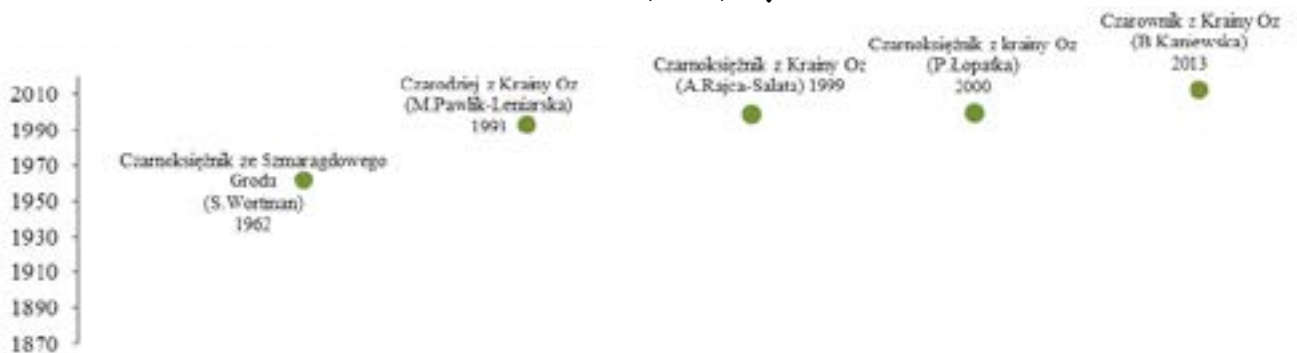 Czarownik z Krainy Oz
(B.Kaniewska)
2013
Czarnoksiężnik z krainy Oz
(P.Łopatka)
2000
Czarnoksiężnik z Krainy Oz
(A.Rajca-Salata) 1999
Czarodziej z Krainy Oz
(M.Pawlik-Leniarska)
1993
Czarnoksiężnik ze Szmaragdowego
Grodu
(S.Wortman)
1962
2010
1990
1970
1950
1930
1910
1890
1870